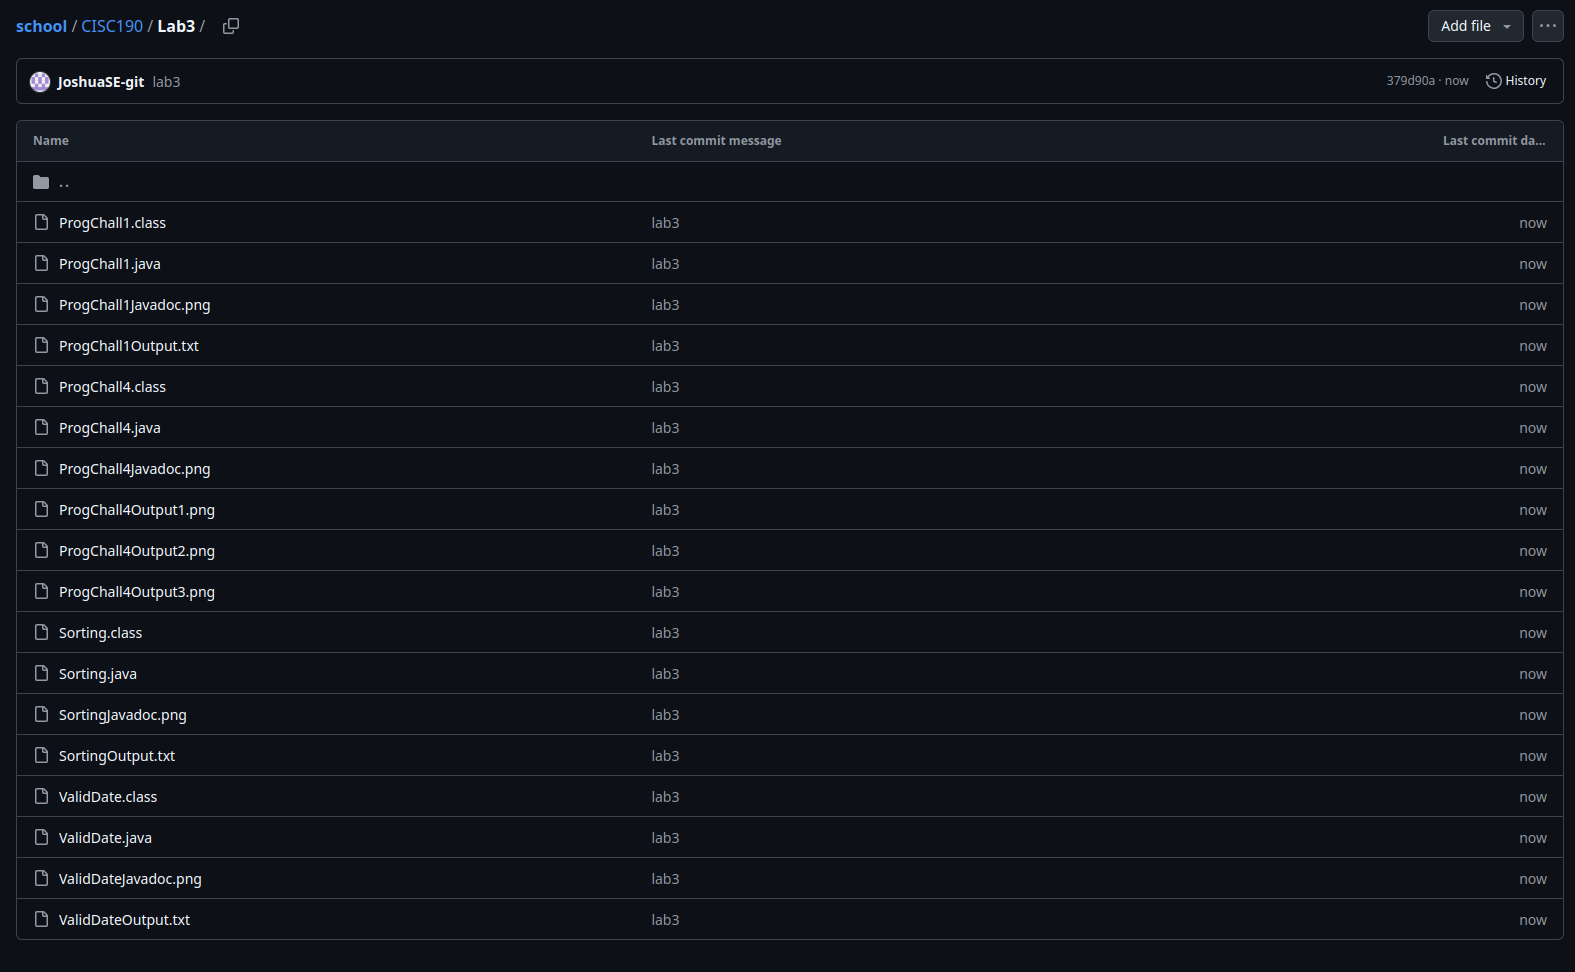 school / CISC190 / Lab3 /
Add file
JoshuaSE-git lab3
379d90a · now
History
Name Last commit message Last commit da...
..
ProgChall1.class lab3 now
ProgChall1.java lab3 now
ProgChall1Javadoc.png lab3 now
ProgChall1Output.txt lab3 now
ProgChall4.class lab3 now
ProgChall4.java lab3 now
ProgChall4Javadoc.png lab3 now
ProgChall4Output1.png lab3 now
ProgChall4Output2.png lab3 now
ProgChall4Output3.png lab3 now
Sorting.class lab3 now
Sorting.java lab3 now
SortingJavadoc.png lab3 now
SortingOutput.txt lab3 now
ValidDate.class lab3 now
ValidDate.java lab3 now
ValidDateJavadoc.png lab3 now
ValidDateOutput.txt lab3 now